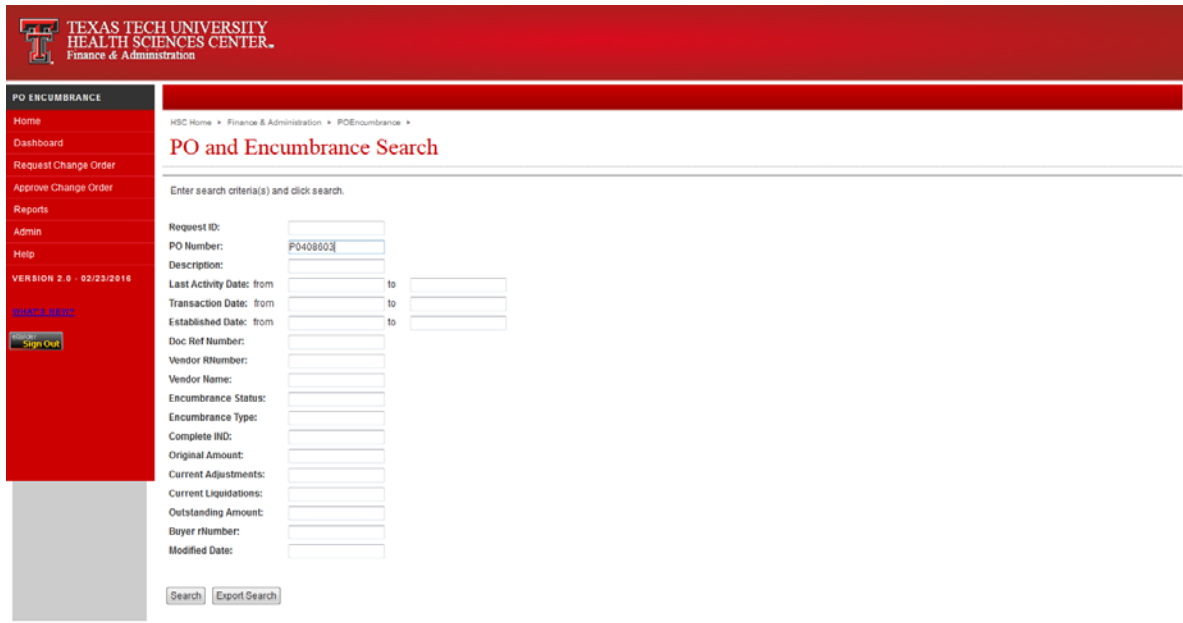 TEXAS TECH UNIVERSITY
HEALTH SCIENCES CENTER™
Finance & Administration
PO ENCUMBRANCE
Home
Dashboard
Request Change Order
Approve Change Order
Reports
Admin
Help
VERSION 2.0 - 02/23/2016
WHAT'S NEW?
eRaider
Sign Out
HSC Home ▸ Finance & Administration ▸ POEncumbrance ▸
PO and Encumbrance Search
Enter search criteria(s) and click search.
Request ID:
PO Number: P0408603
Description:
Last Activity Date: from to
Transaction Date: from to
Established Date: from to
Doc Ref Number:
Vendor RNumber:
Vendor Name:
Encumbrance Status:
Encumbrance Type:
Complete IND:
Original Amount:
Current Adjustments:
Current Liquidations:
Outstanding Amount:
Buyer rNumber:
Modified Date:
Search Export Search